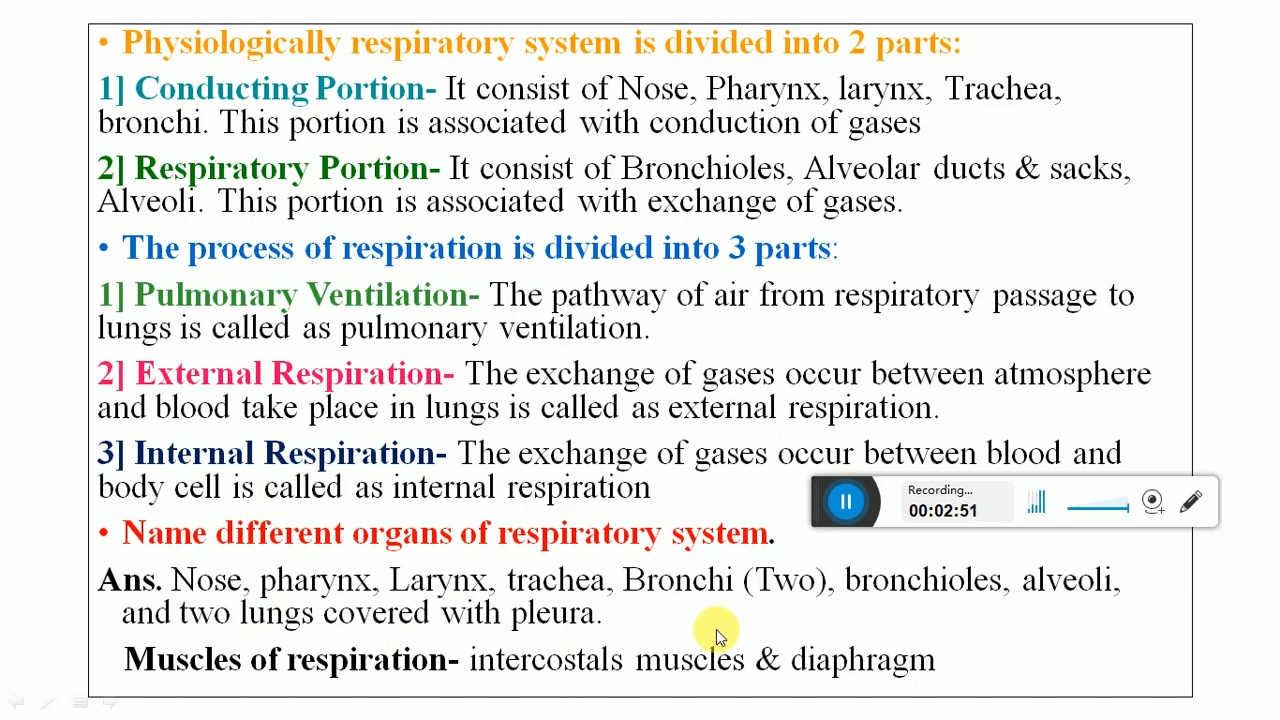 • Physiologically respiratory system is divided into 2 parts:
1] Conducting Portion- It consist of Nose, Pharynx, larynx, Trachea,
bronchi. This portion is associated with conduction of gases
2] Respiratory Portion- It consist of Bronchioles, Alveolar ducts & sacks,
Alveoli. This portion is associated with exchange of gases.
• The process of respiration is divided into 3 parts:
1] Pulmonary Ventilation- The pathway of air from respiratory passage to
lungs is called as pulmonary ventilation.
2] External Respiration- The exchange of gases occur between atmosphere
and blood take place in lungs is called as external respiration.
3] Internal Respiration- The exchange of gases occur between blood and
body cell is called as internal respiration
Recording...
00:02:51
• Name different organs of respiratory system.
Ans. Nose, pharynx, Larynx, trachea, Bronchi (Two), bronchioles, alveoli,
and two lungs covered with pleura.
Muscles of respiration- intercostals muscles & diaphragm